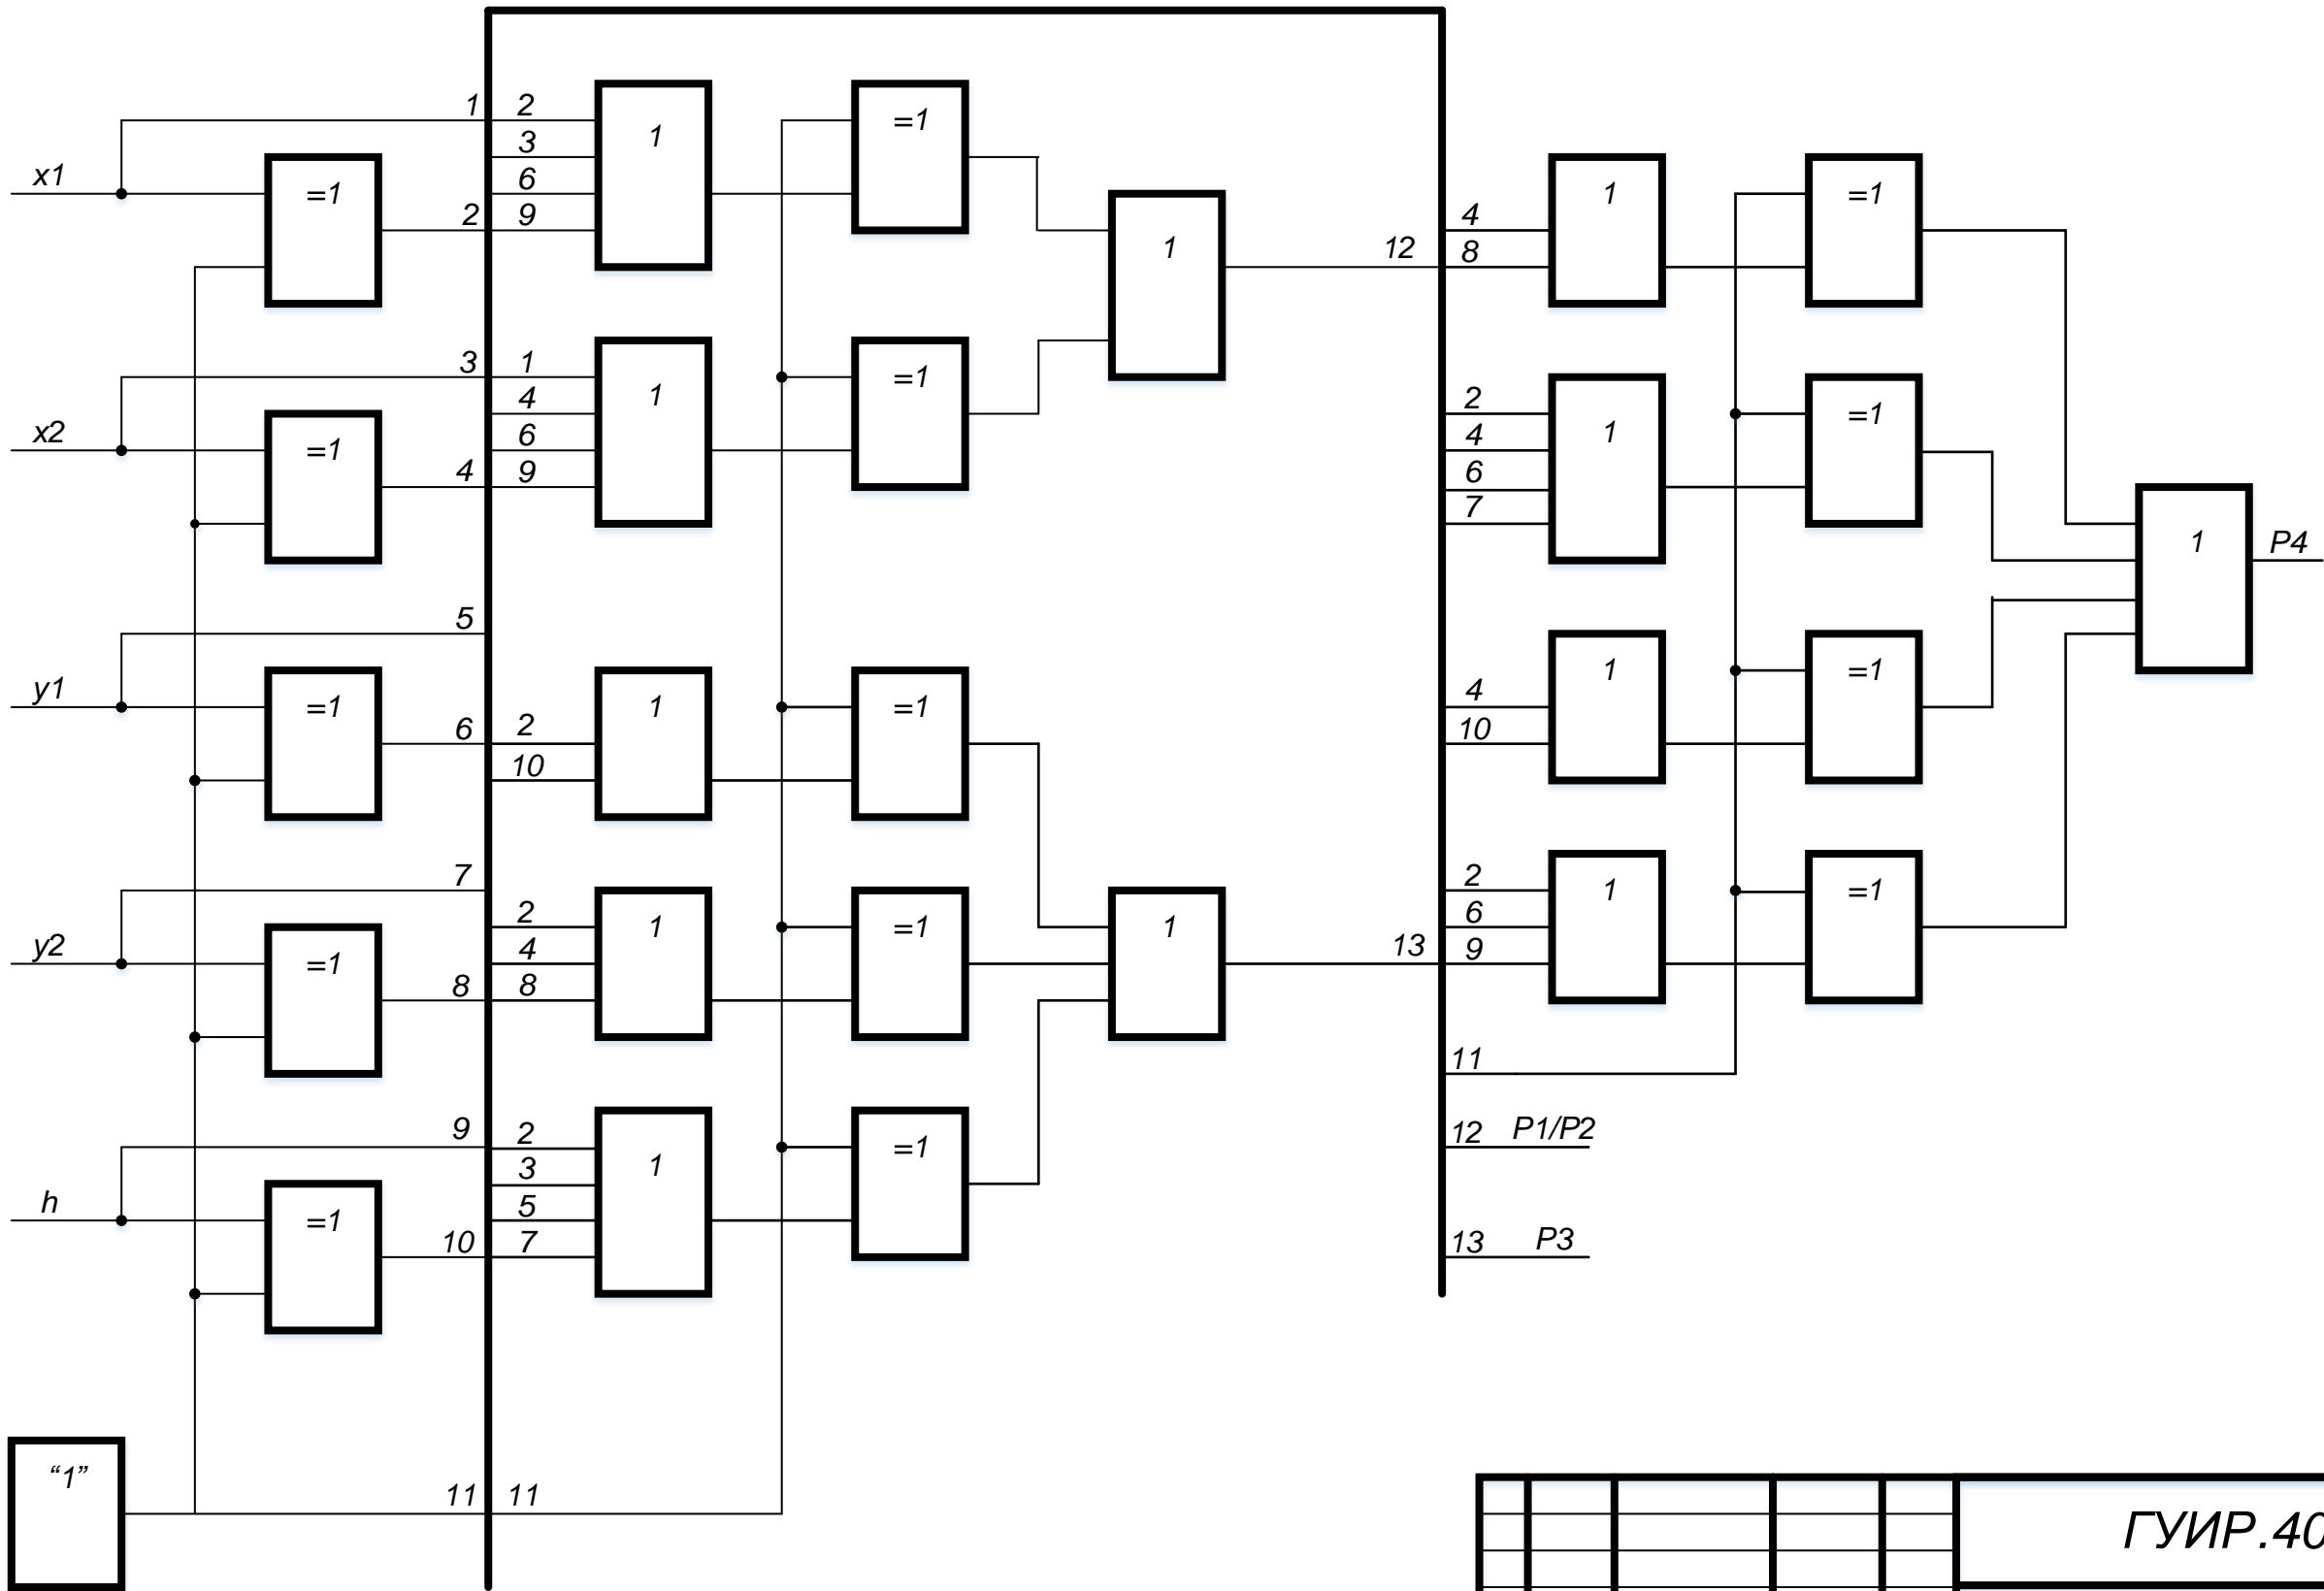 1 2 1 =1
3
x1 =1 6 1 =1
2 9 4 1 12 8
3 1 1 =1 2 1 =1
x2 =1 4 4
6 6
4 9 7 1 P4
5
y1 =1 1 =1 4 1 =1
6 2 10
10
7 2 1 =1 1 2 1 =1
y2 =1 4 13 6
8 8 9
11
9 2 1 =1 12 P1/P2
3
h =1 5
10 7 13 P3
"1" 11 11
ГУИР.40